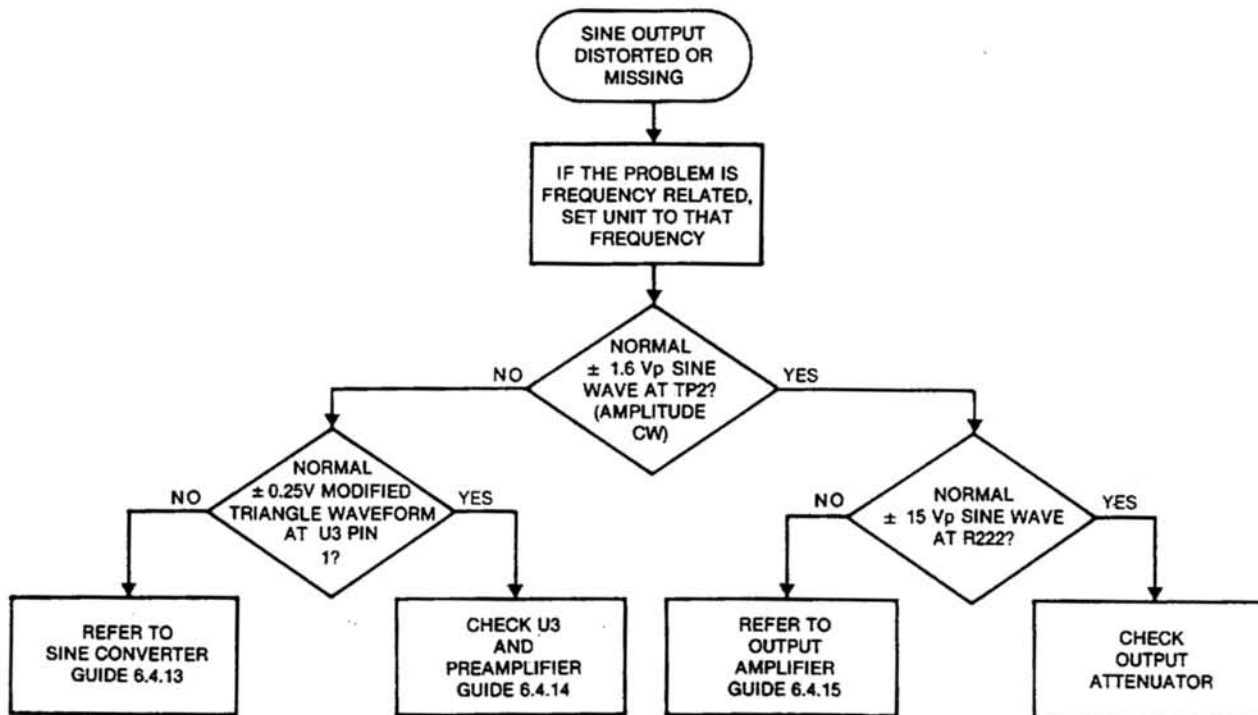 SINE OUTPUT
DISTORTED OR
MISSING
IF THE PROBLEM IS
FREQUENCY RELATED,
SET UNIT TO THAT
FREQUENCY
NORMAL
± 1.6 Vp SINE
WAVE AT TP2?
(AMPLITUDE
CW)
NO
YES
NORMAL
± 0.25V MODIFIED
TRIANGLE WAVEFORM
AT U3 PIN
1?
NO
YES
NORMAL
± 15 Vp SINE WAVE
AT R222?
NO
YES
REFER TO
SINE CONVERTER
GUIDE 6.4.13
CHECK U3
AND
PREAMPLIFIER
GUIDE 6.4.14
REFER TO
OUTPUT
AMPLIFIER
GUIDE 6.4.15
CHECK
OUTPUT
ATTENUATOR